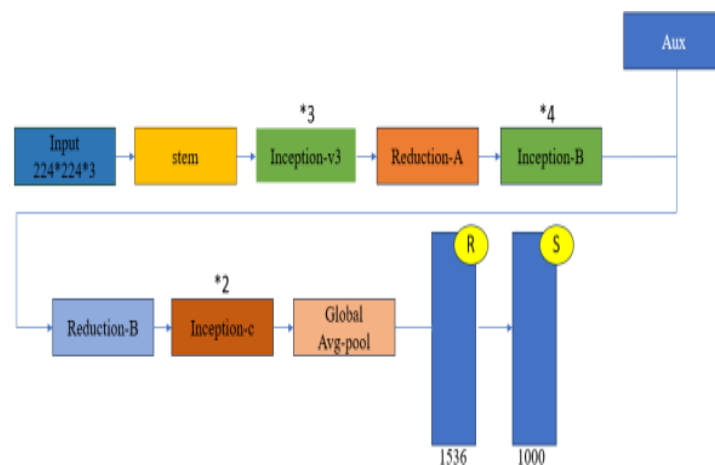 Aux
*3
*4
Input
224*224*3
stem
Inception-v3
Reduction-A
Inception-B
R
S
*2
Reduction-B
Inception-c
Global
Avg-pool
1536
1000